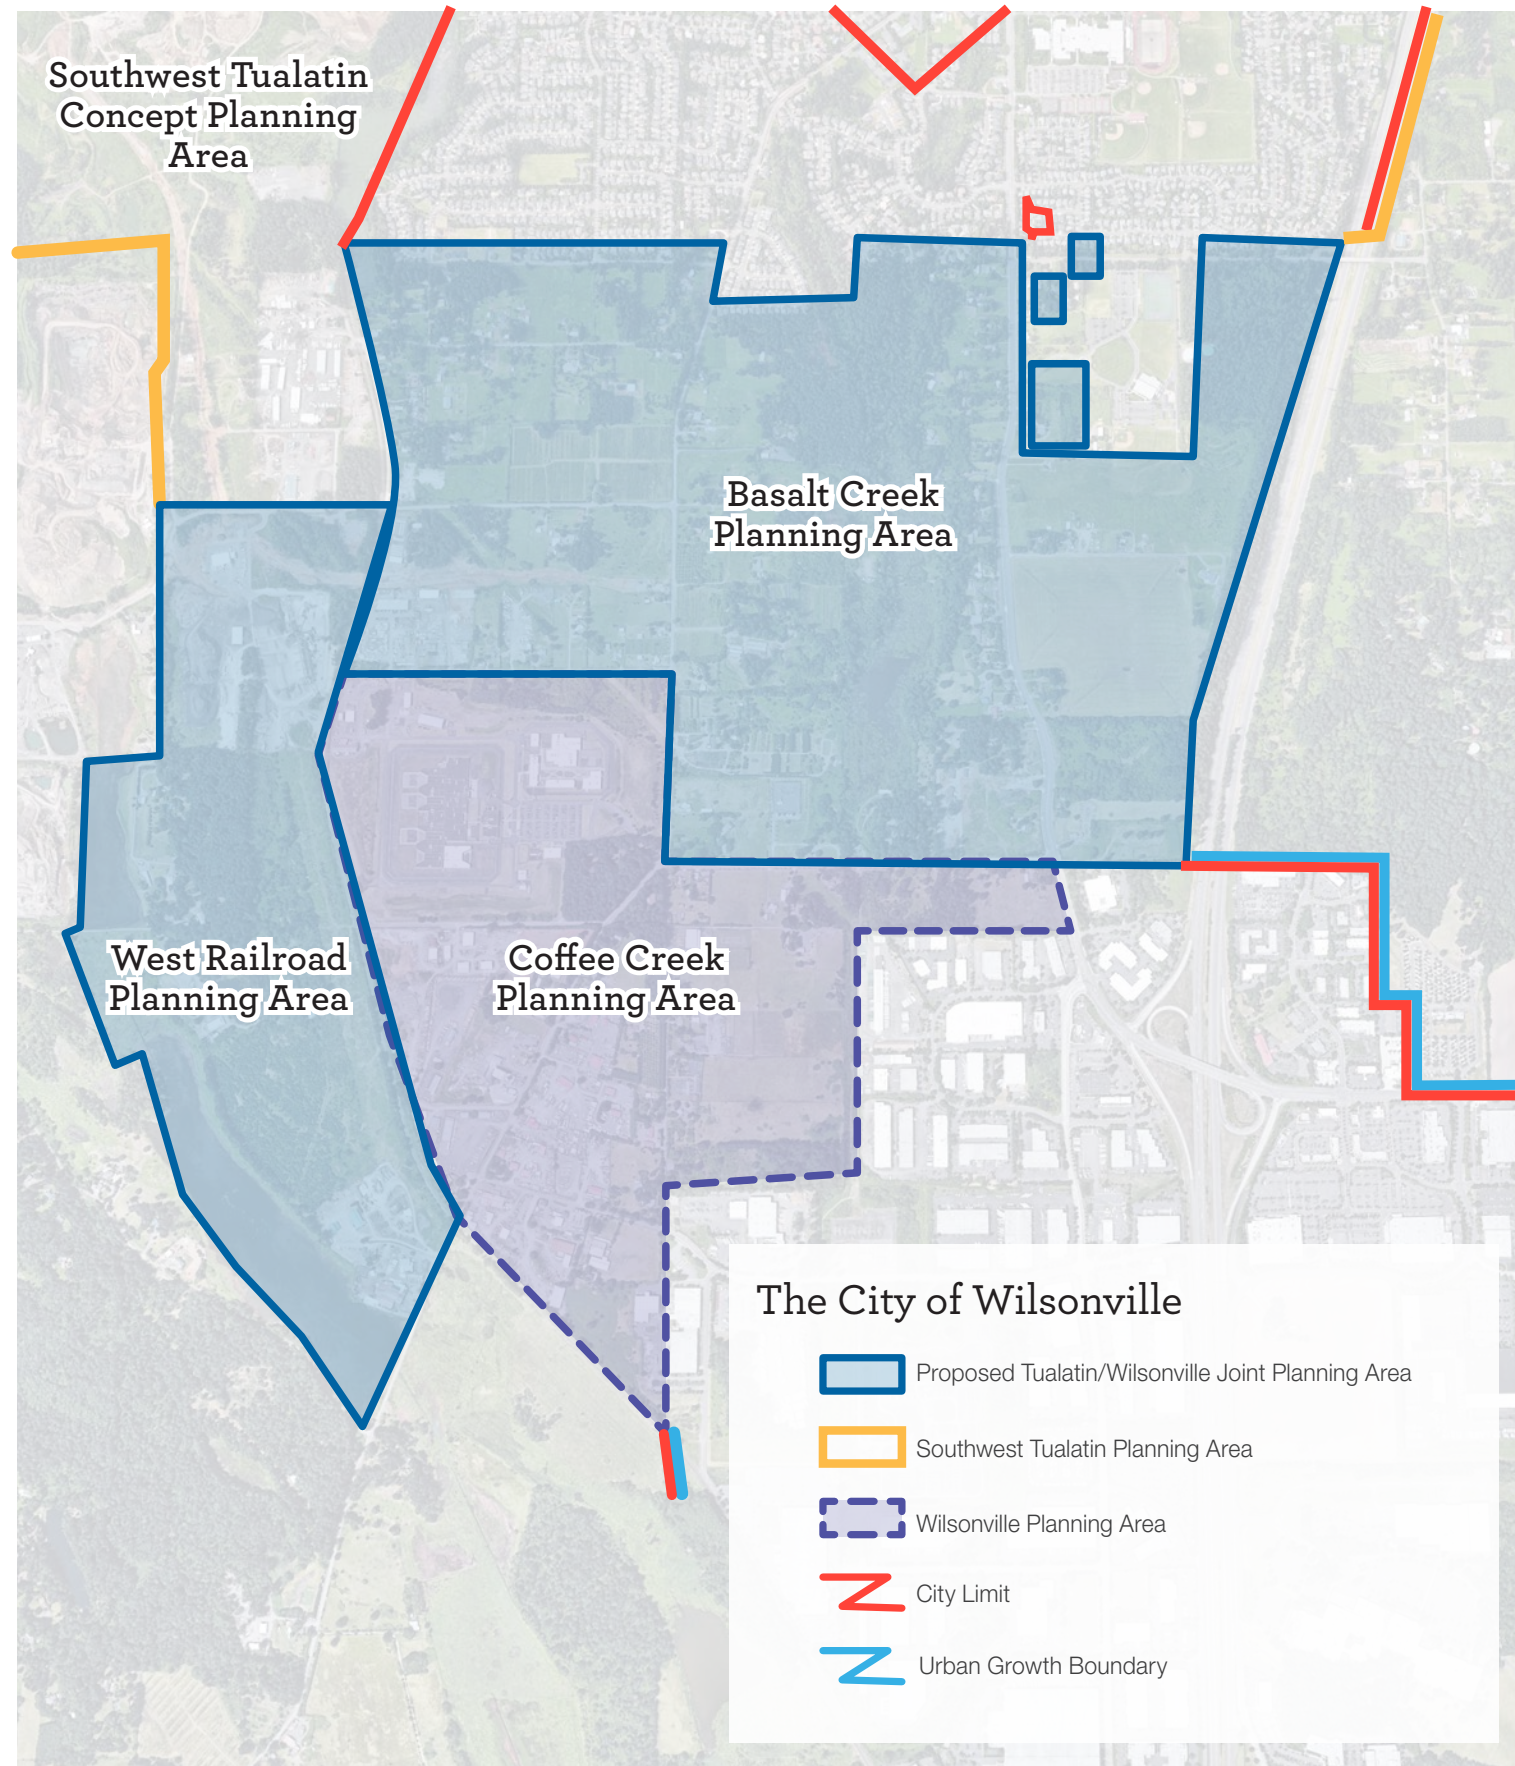 Southwest Tualatin
Concept Planning
Area
Basalt Creek
Planning Area
West Railroad
Planning Area
Coffee Creek
Planning Area
The City of Wilsonville
Proposed Tualatin/Wilsonville Joint Planning Area
Southwest Tualatin Planning Area
Wilsonville Planning Area
City Limit
Urban Growth Boundary